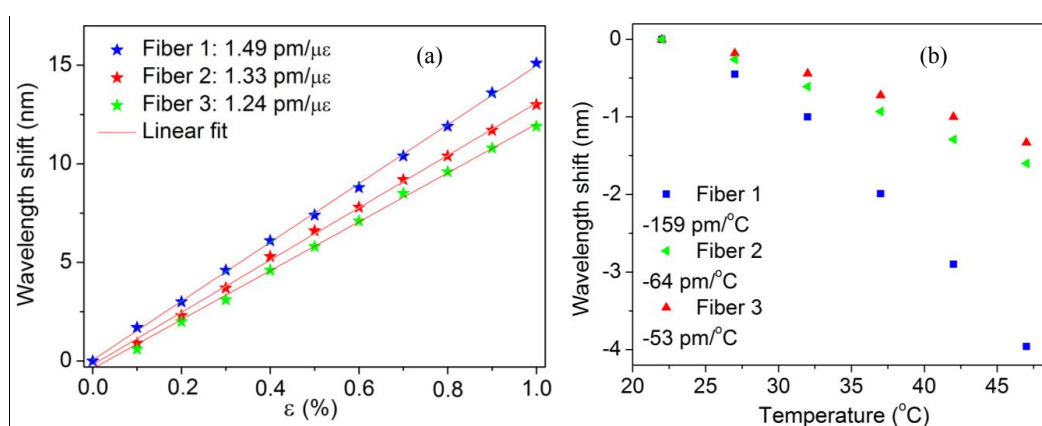 (a)
Fiber 1: 1.49 pm/με
Fiber 2: 1.33 pm/με
Fiber 3: 1.24 pm/με
Linear fit
Wavelength shift (nm)
15
10
5
0
0.0 0.2 0.4 0.6 0.8 1.0
ε (%)
(b)
Wavelength shift (nm)
0
-1
-2
-3
-4
Fiber 1
-159 pm/°C
Fiber 2
-64 pm/°C
Fiber 3
-53 pm/°C
20 25 30 35 40 45
Temperature (°C)